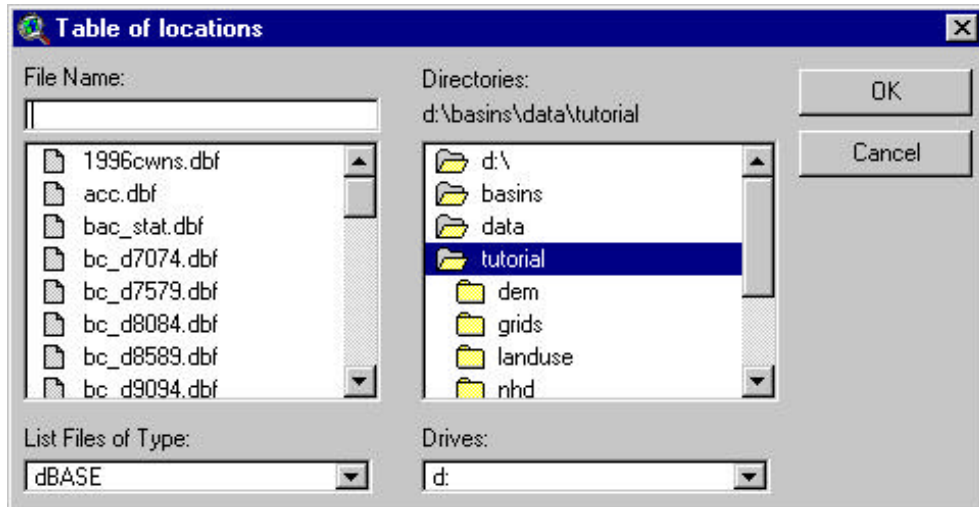 Table of locations
File Name:
1996cwns.dbf
acc.dbf
bac_stat.dbf
bc_d7074.dbf
bc_d7579.dbf
bc_d8084.dbf
bc_d8589.dbf
bc_d9094.dbf
List Files of Type:
dBASE
Directories:
d:\basins\data\tutorial
d:\
basins
data
tutorial
dem
grids
landuse
nhd
Drives:
d:
OK
Cancel